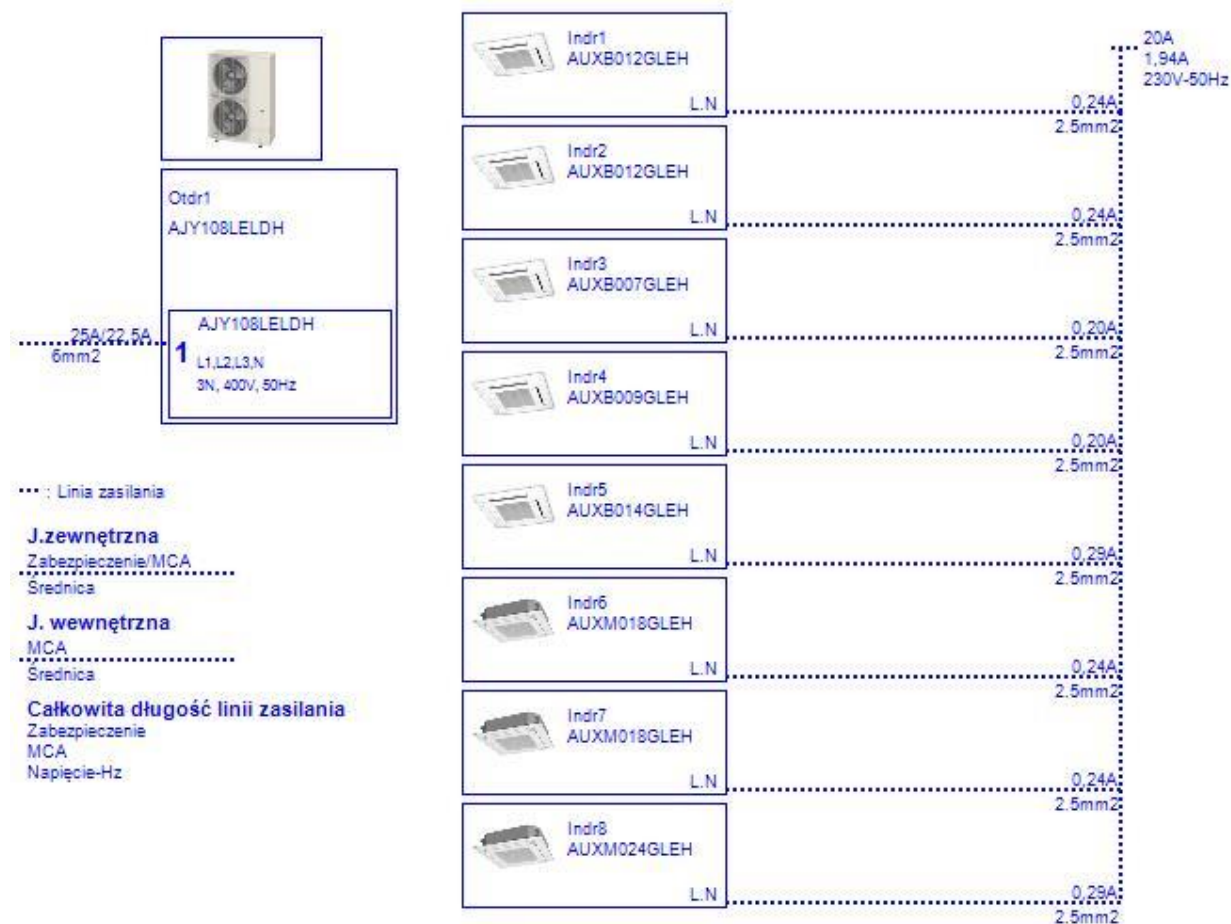 Otdr1
AJY108LELDH
25A/22,5A
6mm2
AJY108LELDH
1
L1,L2,L3,N
3N, 400V, 50Hz
: Linia zasilania
J.zewnętrzna
Zabezpieczenie/MCA
Średnica
J. wewnętrzna
MCA
Średnica
Całkowita długość linii zasilania
Zabezpieczenie
MCA
Napięcie-Hz
Indr1
AUXB012GLEH
L.N
0,24A
2.5mm2
Indr2
AUXB012GLEH
L.N
0,24A
2.5mm2
Indr3
AUXB007GLEH
L.N
0,20A
2.5mm2
Indr4
AUXB009GLEH
L.N
0,20A
2.5mm2
Indr5
AUXB014GLEH
L.N
0,29A
2.5mm2
Indr6
AUXM018GLEH
L.N
0,24A
2.5mm2
Indr7
AUXM018GLEH
L.N
0,24A
2.5mm2
Indr8
AUXM024GLEH
L.N
0,29A
2.5mm2
20A
1,94A
230V-50Hz